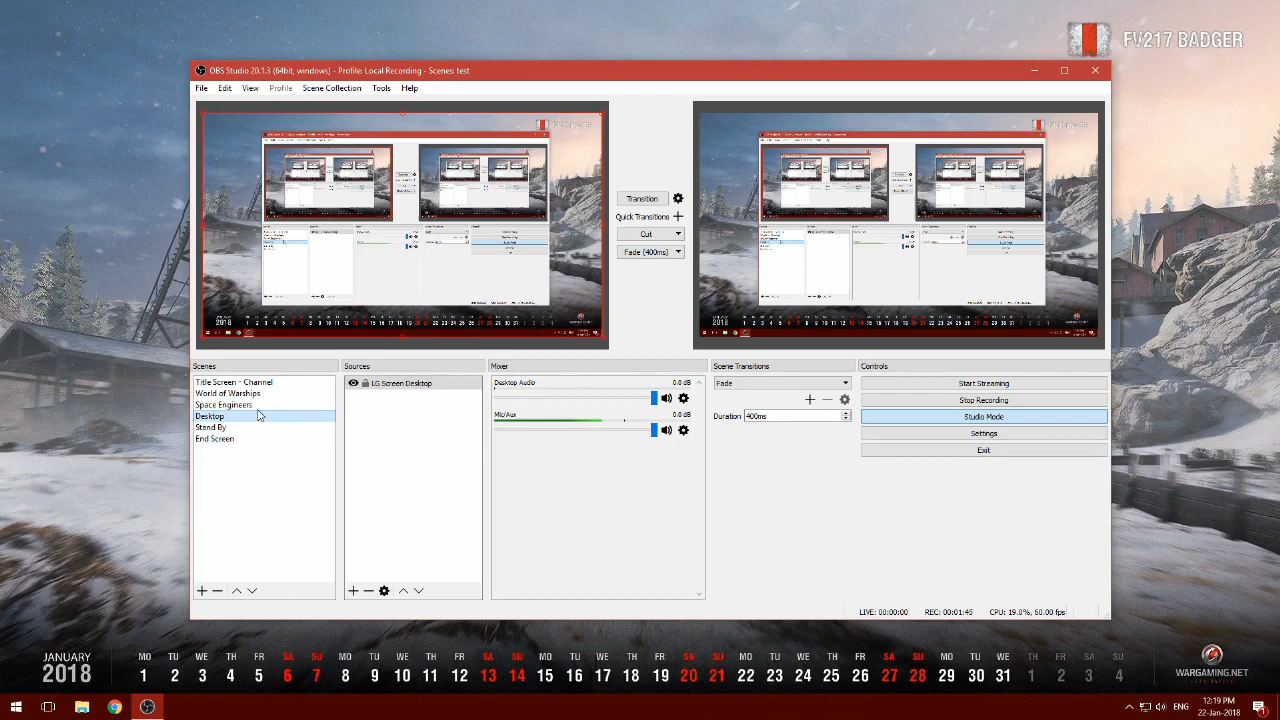 FV217 BADGER
OBS Studio 20.1.3 (64bit, windows) - Profile: Local Recording - Scenes: test
File Edit View Profile Scene Collection Tools Help
Transition
Quick Transitions
Cut
Fade (400ms)
Scenes
Title Screen - Channel
World of Warships
Space Engineers
Desktop
Stand By
End Screen
Sources
LG Screen Desktop
Mixer
Desktop Audio 0.0 dB
Mic/Aux 0.0 dB
Scene Transitions
Fade
Duration 400ms
Controls
Start Streaming
Stop Recording
Studio Mode
Settings
Exit
LIVE: 00:00:00 REC: 00:01:45 CPU: 19.0%, 60.00 fps
JANUARY
2018
MO TU WE TH FR SA SU MO TU WE TH FR SA SU MO TU WE TH FR SA SU MO TU WE TH FR SA SU MO TU WE TH FR SA SU
1 2 3 4 5 6 7 8 9 10 11 12 13 14 15 16 17 18 19 20 21 22 23 24 25 26 27 28 29 30 31 1 2 3 4
WARGAMING.NET
LET'S BATTLE
12:19 PM
22-Jan-2018
1